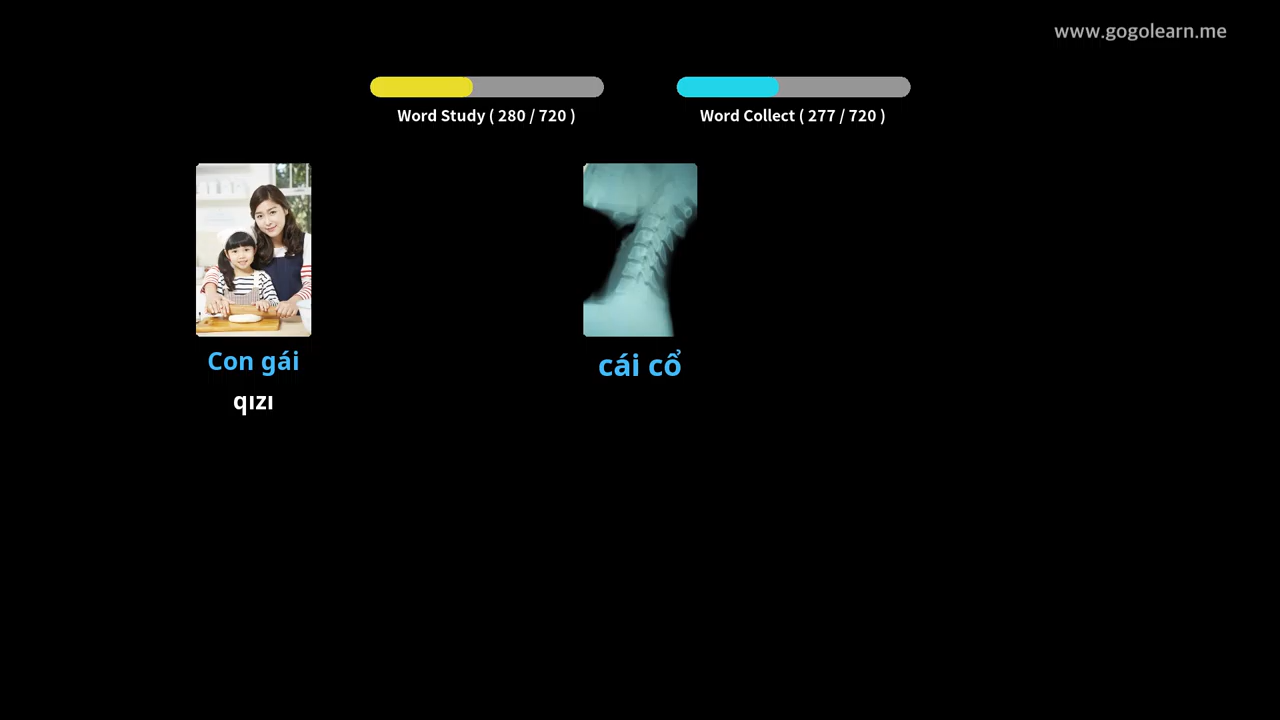 www.gogolearn.me
Word Study ( 280 / 720 )
Word Collect ( 277 / 720 )
Con gái
qızı
cái cổ